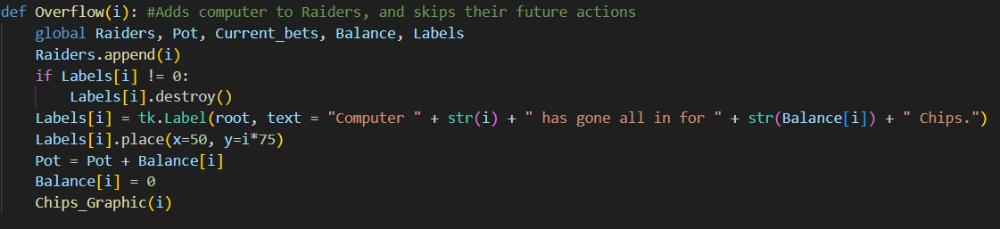 def Overflow(i): #Adds computer to Raiders, and skips their future actions
    global Raiders, Pot, Current_bets, Balance, Labels
    Raiders.append(i)
    if Labels[i] != 0:
        Labels[i].destroy()
    Labels[i] = tk.Label(root, text = "Computer " + str(i) + " has gone all in for " + str(Balance[i]) + " Chips.")
    Labels[i].place(x=50, y=i*75)
    Pot = Pot + Balance[i]
    Balance[i] = 0
    Chips_Graphic(i)